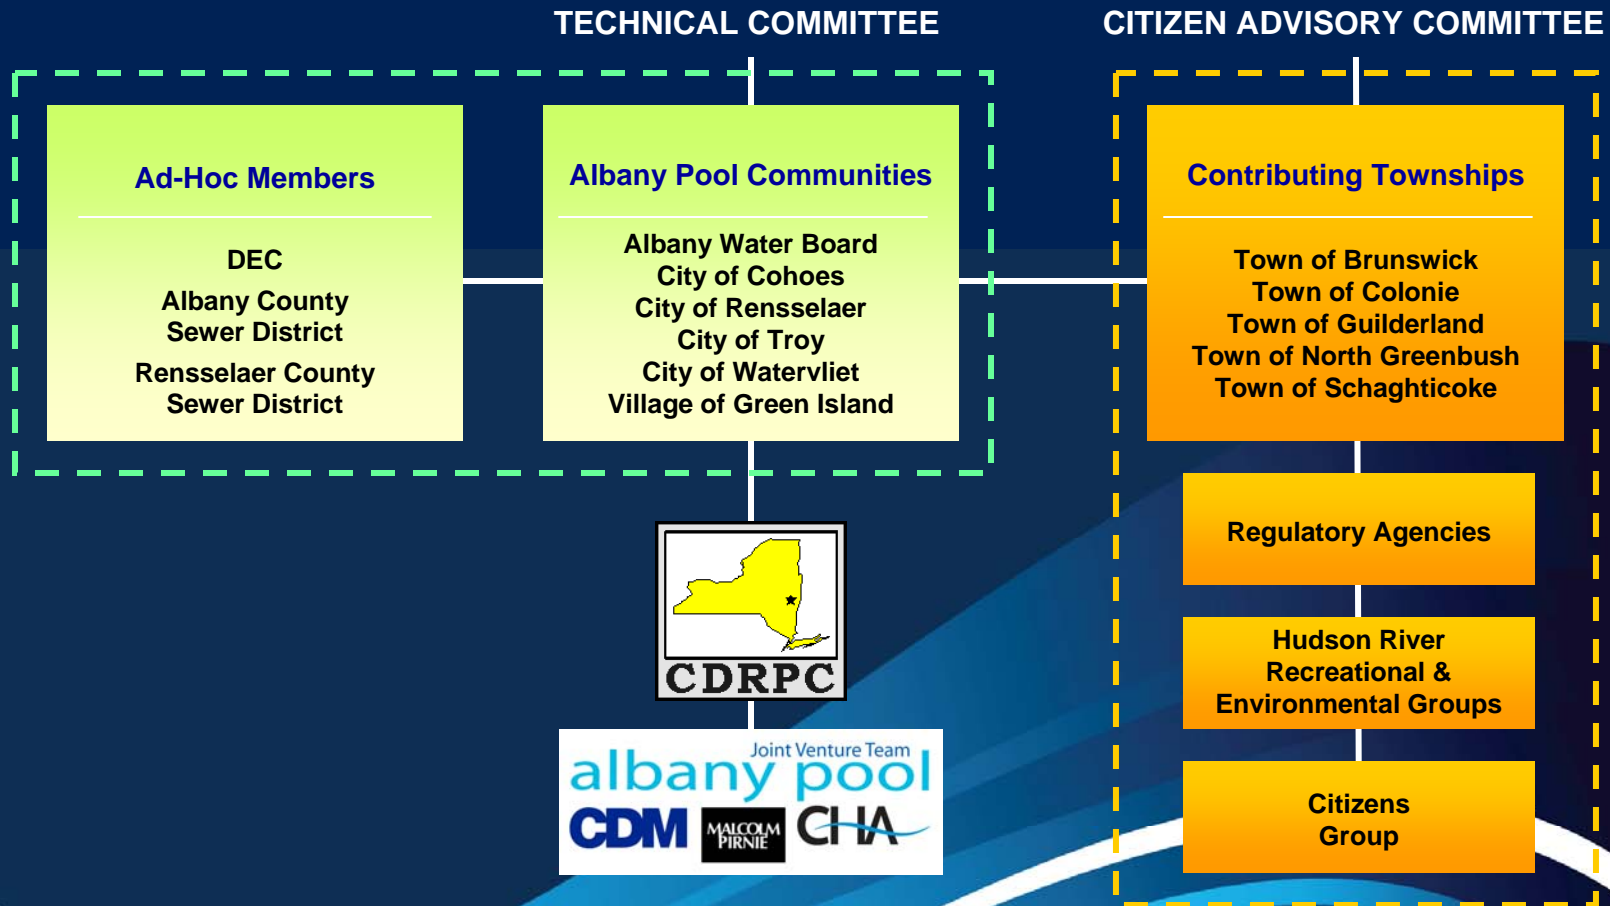 TECHNICAL COMMITTEE
CITIZEN ADVISORY COMMITTEE
Ad-Hoc Members
DEC
Albany County
Sewer District
Rensselaer County
Sewer District
Albany Pool Communities
Albany Water Board
City of Cohoes
City of Rensselaer
City of Troy
City of Watervliet
Village of Green Island
Contributing Townships
Town of Brunswick
Town of Colonie
Town of Guilderland
Town of North Greenbush
Town of Schaghticoke
CDRPC
Joint Venture Team
albany pool
CDM
MALCOLM
PIRNIE
CHA
Regulatory Agencies
Hudson River
Recreational &
Environmental Groups
Citizens
Group